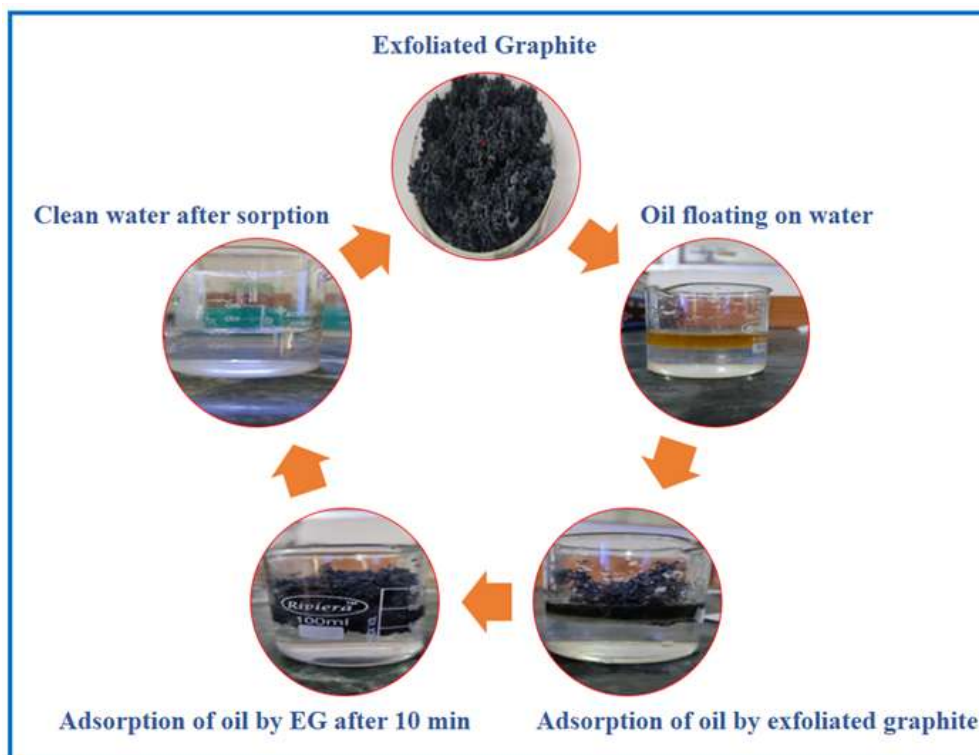 Exfoliated Graphite
Clean water after sorption
Oil floating on water
Riviera™
100ml
Adsorption of oil by EG after 10 min
Adsorption of oil by exfoliated graphite